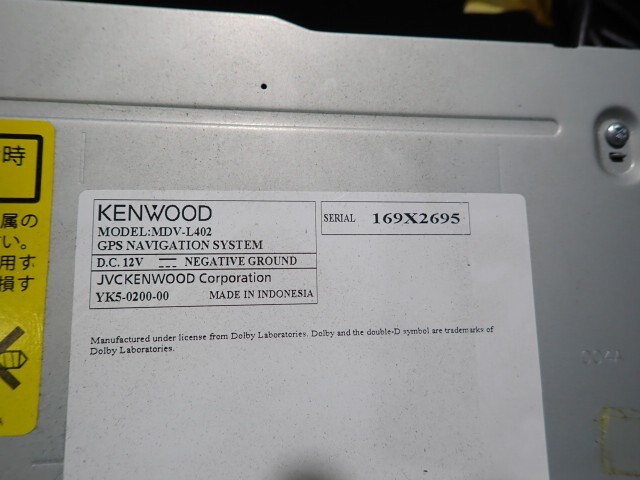 時
属の
い。
用す
損す
KENWOOD
MODEL:MDV-L402
GPS NAVIGATION SYSTEM
D.C. 12V NEGATIVE GROUND
JVCKENWOOD Corporation
YK5-0200-00 MADE IN INDONESIA
SERIAL 169X2695
Manufactured under license from Dolby Laboratories. Dolby and the double-D symbol are trademarks of
Dolby Laboratories.